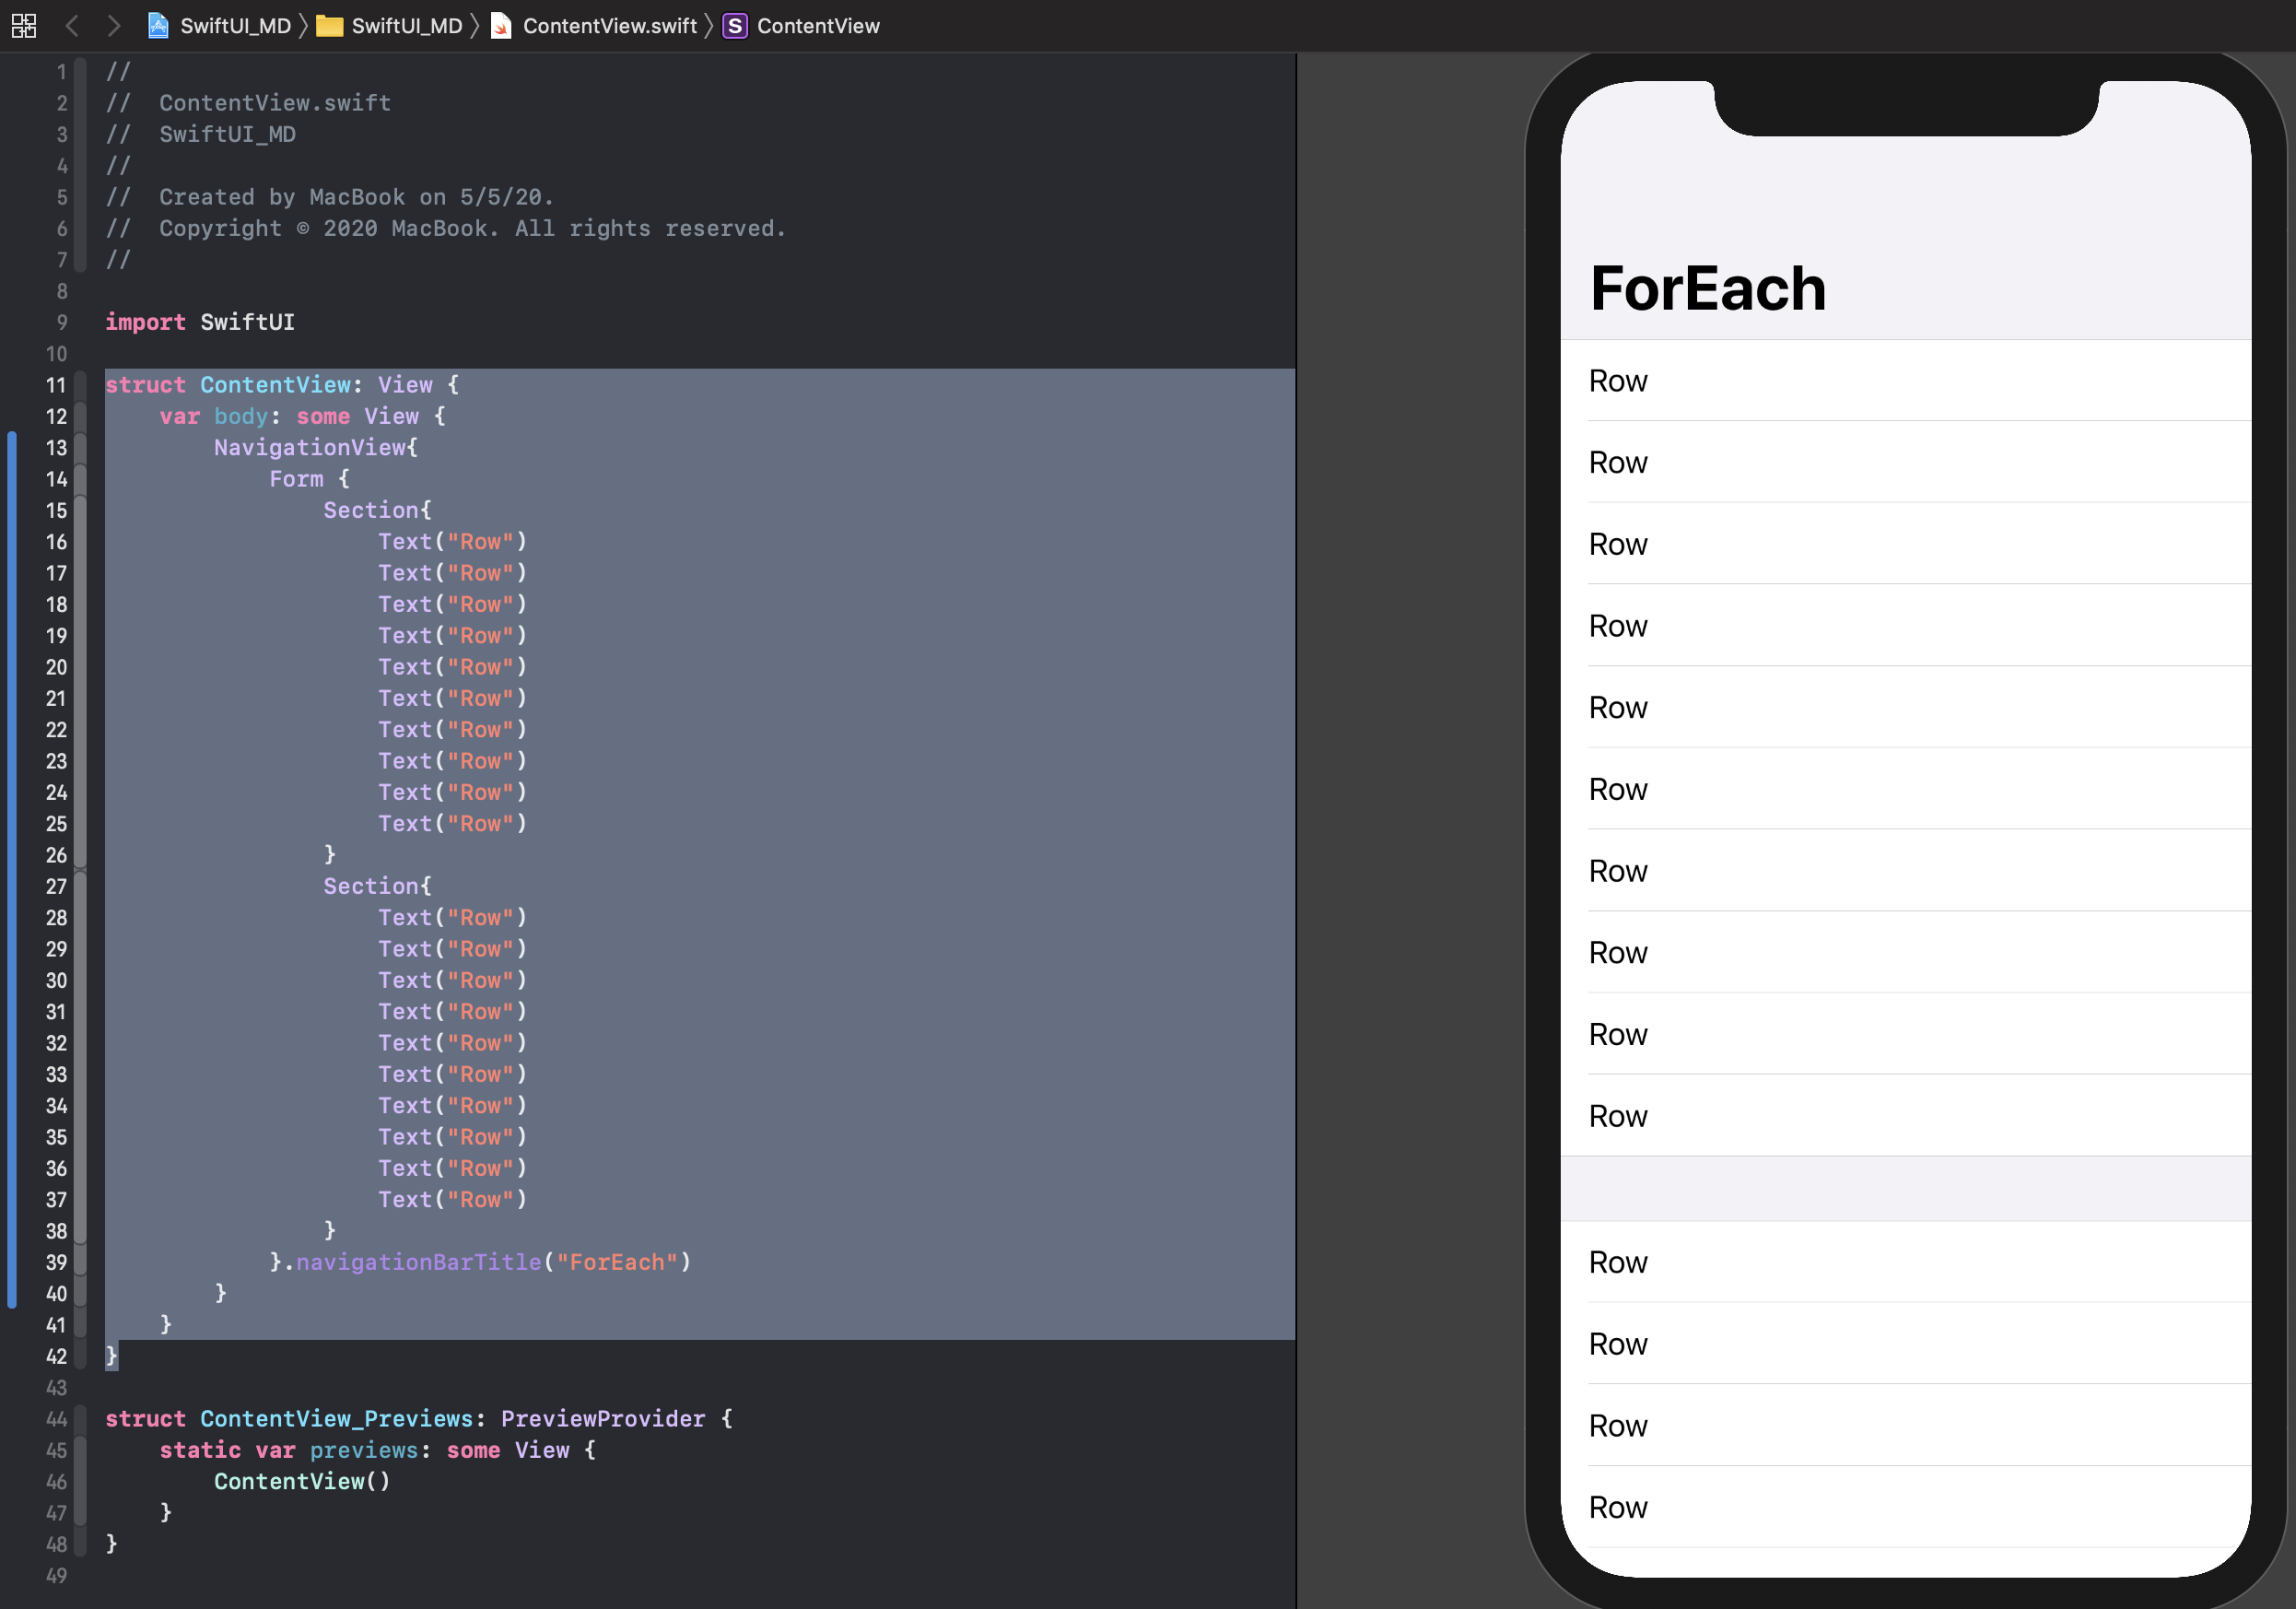 SwiftUI_MD SwiftUI_MD ContentView.swift S ContentView
1 //
2 // ContentView.swift
3 // SwiftUI_MD
4 //
5 // Created by MacBook on 5/5/20.
6 // Copyright © 2020 MacBook. All rights reserved.
7 //
8
9 import SwiftUI
10
11 struct ContentView: View {
12 var body: some View {
13 NavigationView{
14 Form {
15 Section{
16 Text("Row")
17 Text("Row")
18 Text("Row")
19 Text("Row")
20 Text("Row")
21 Text("Row")
22 Text("Row")
23 Text("Row")
24 Text("Row")
25 Text("Row")
26 }
27 Section{
28 Text("Row")
29 Text("Row")
30 Text("Row")
31 Text("Row")
32 Text("Row")
33 Text("Row")
34 Text("Row")
35 Text("Row")
36 Text("Row")
37 Text("Row")
38 }
39 }.navigationBarTitle("ForEach")
40 }
41 }
42 }
43
44 struct ContentView_Previews: PreviewProvider {
45 static var previews: some View {
46 ContentView()
47 }
48 }
49
ForEach
Row
Row
Row
Row
Row
Row
Row
Row
Row
Row
Row
Row
Row
Row